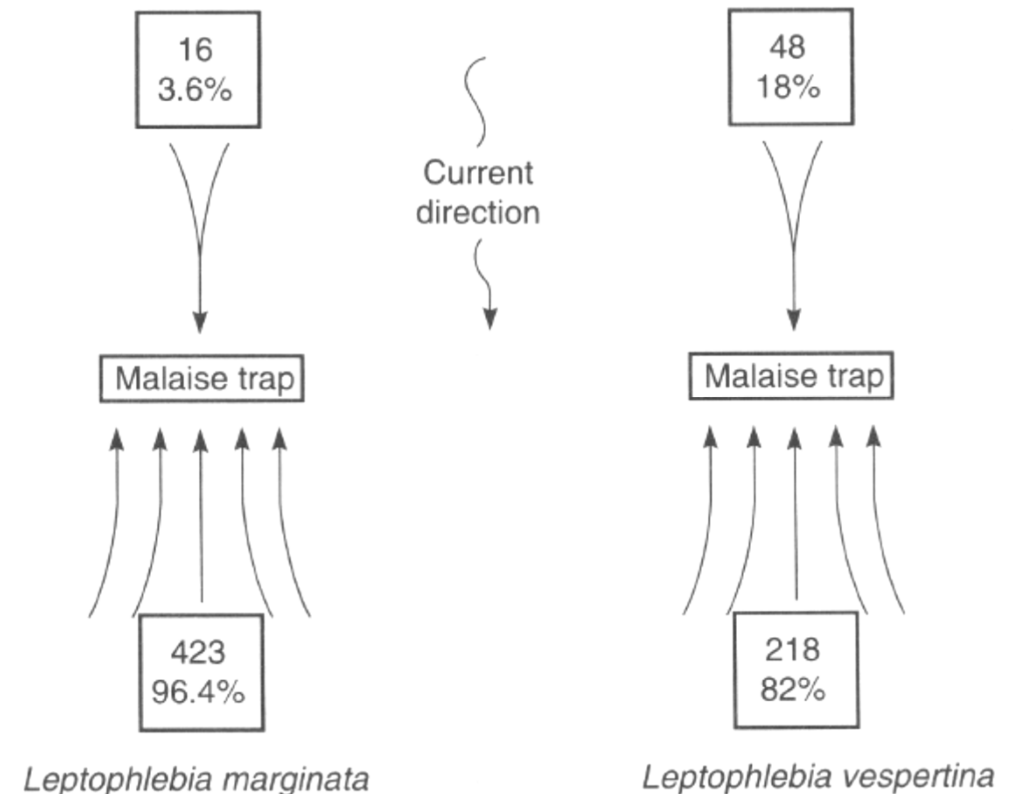 16
3.6%
48
18%
Current
direction
Malaise trap
Malaise trap
423
96.4%
218
82%
Leptophlebia marginata
Leptophlebia vespertina